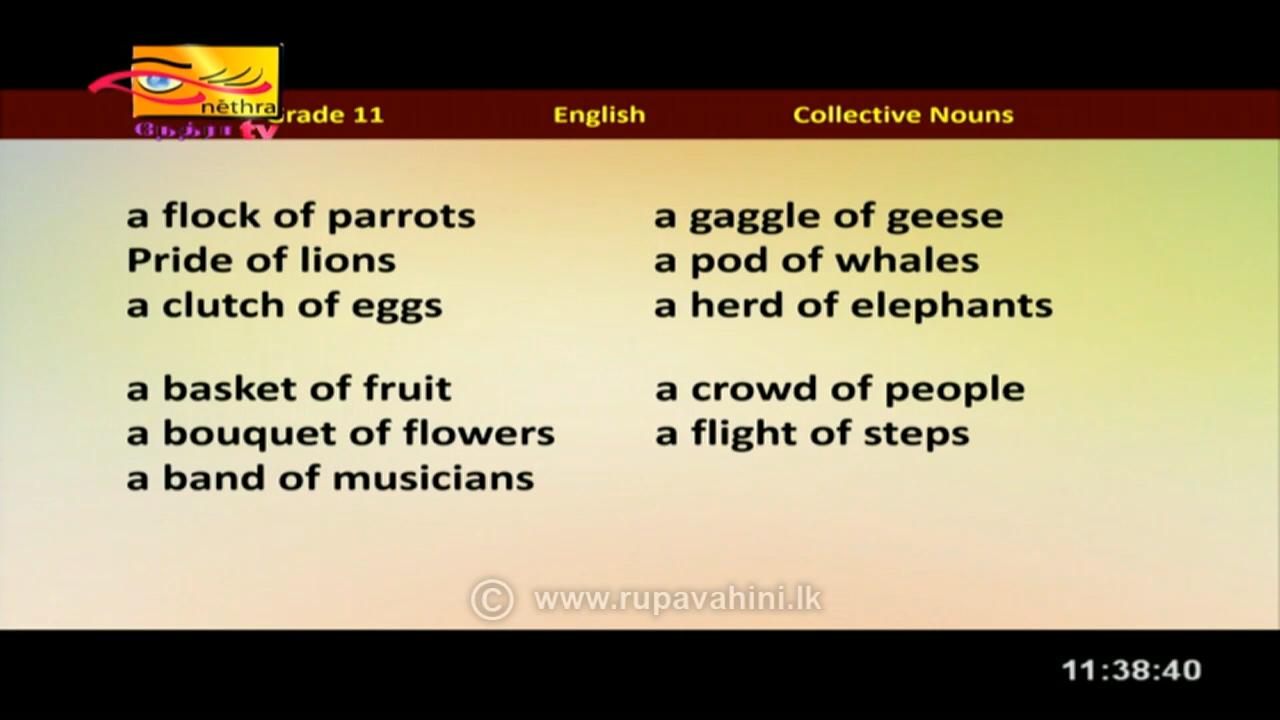 nēthra
நேத்ரா tv
Grade 11 English Collective Nouns
a flock of parrots
Pride of lions
a clutch of eggs
a gaggle of geese
a pod of whales
a herd of elephants
a basket of fruit
a bouquet of flowers
a band of musicians
a crowd of people
a flight of steps
© www.rupavahini.lk
11:38:40